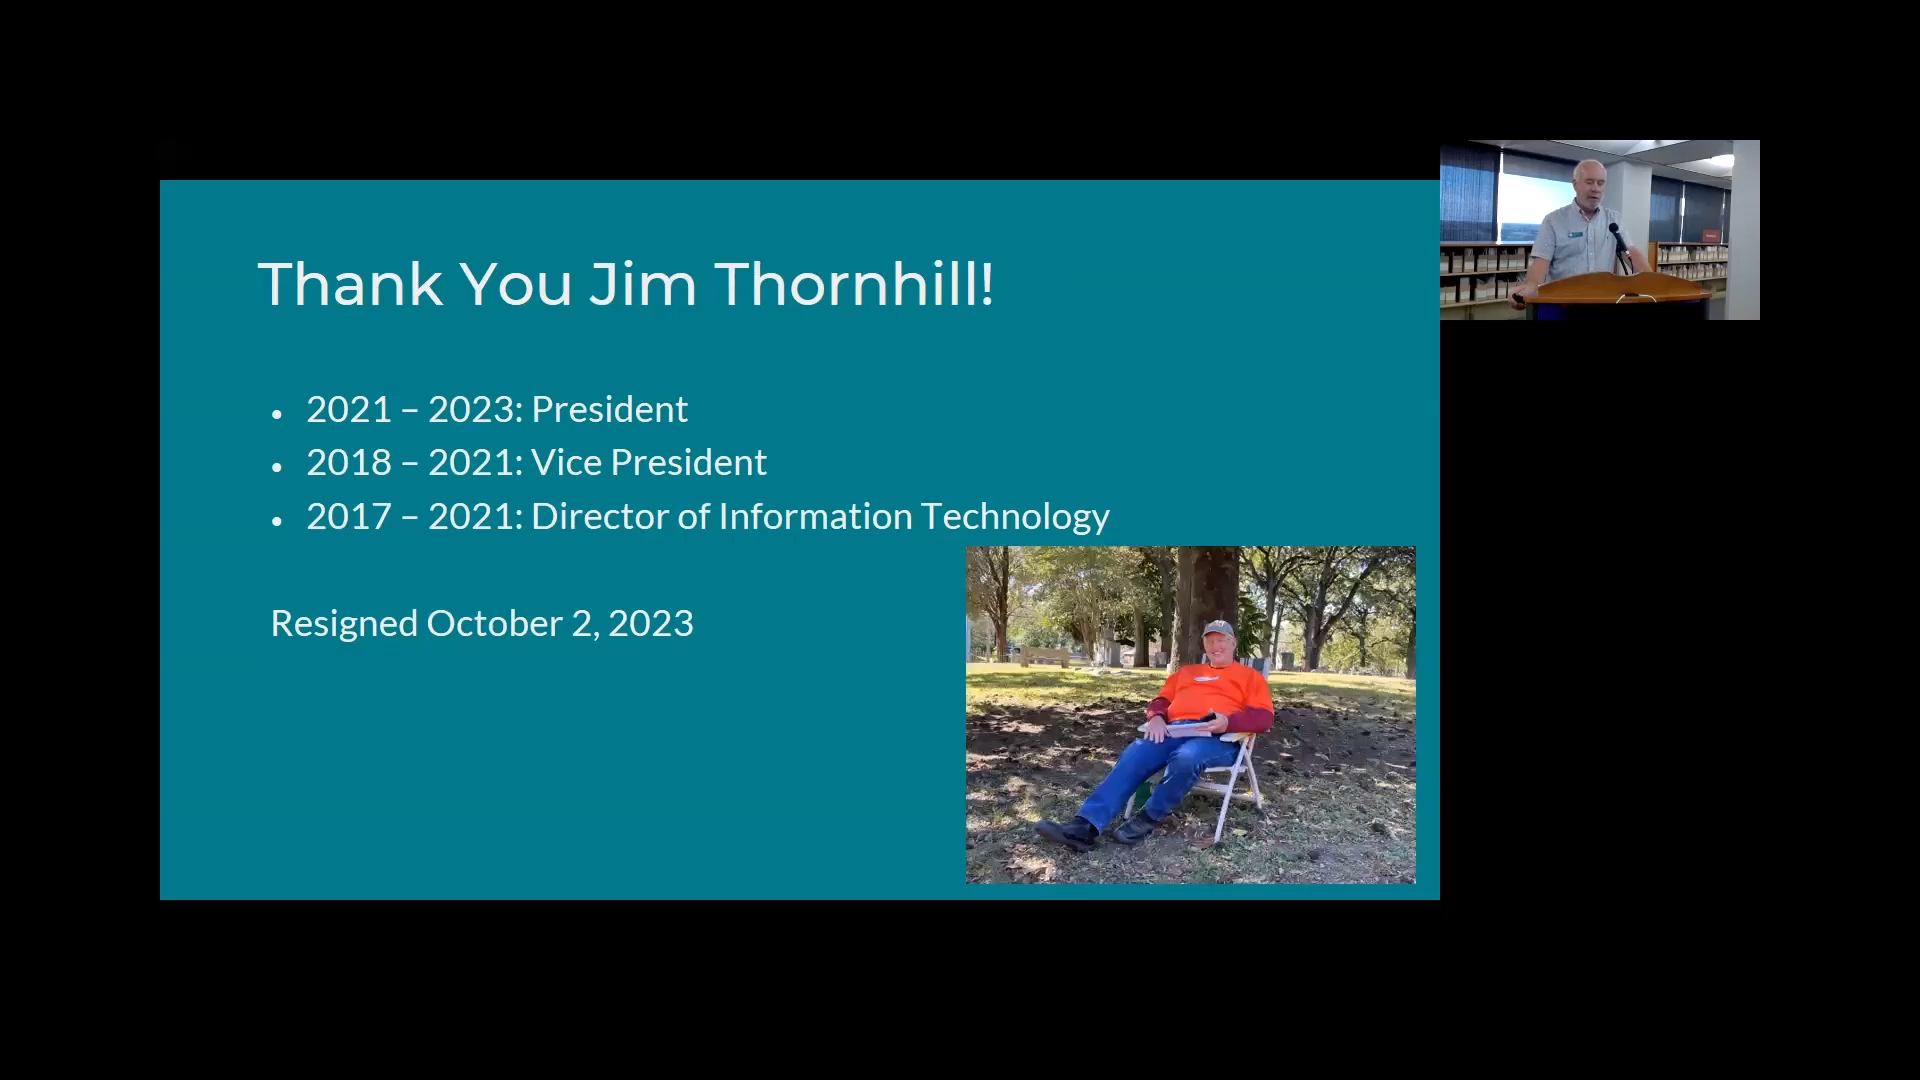 Thank You Jim Thornhill!
• 2021 – 2023: President
• 2018 – 2021: Vice President
• 2017 – 2021: Director of Information Technology
Resigned October 2, 2023